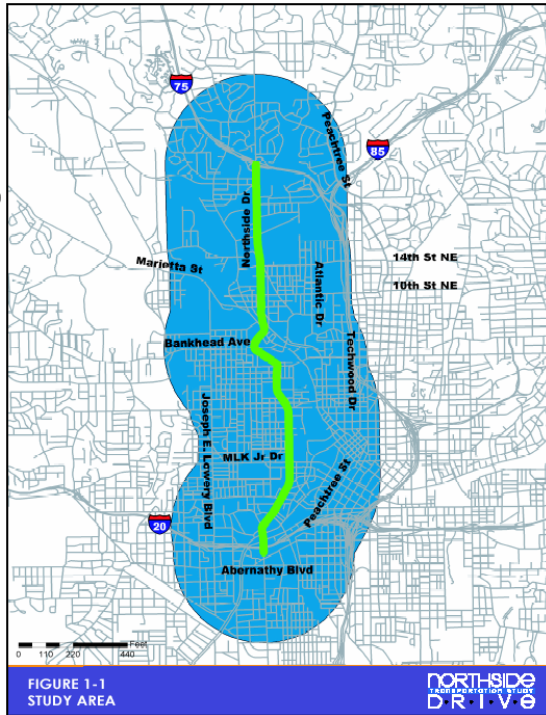 75
Peachtree St
85
Northside Dr
14th St NE
Marietta St
Atlantic Dr
10th St NE
Bankhead Ave
Techwood Dr
Joseph E. Lowery Blvd
MLK Jr Dr
Peachtree St
20
Abernathy Blvd
Feet
0 110 220 440
FIGURE 1-1
STUDY AREA
NORTHSIDE
TRANSPORTATION STUDY
D·R·I·V·E